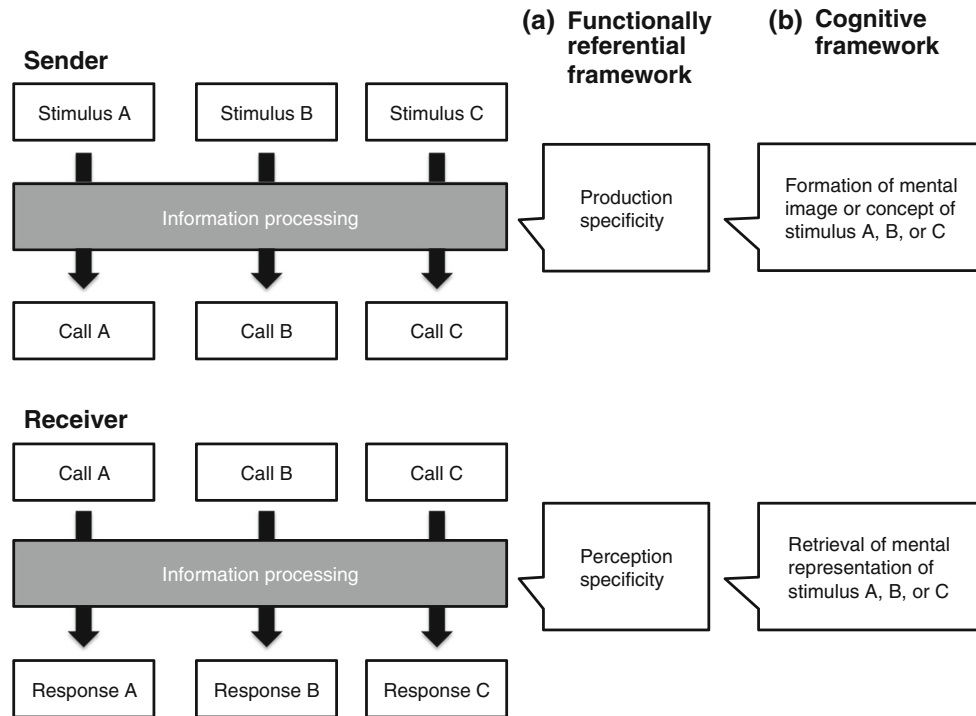 (a) Functionally
referential
framework
(b) Cognitive
framework
Sender
Stimulus A
Stimulus B
Stimulus C
Information processing
Production
specificity
Formation of mental
image or concept of
stimulus A, B, or C
Call A
Call B
Call C
Receiver
Call A
Call B
Call C
Information processing
Perception
specificity
Retrieval of mental
representation of
stimulus A, B, or C
Response A
Response B
Response C